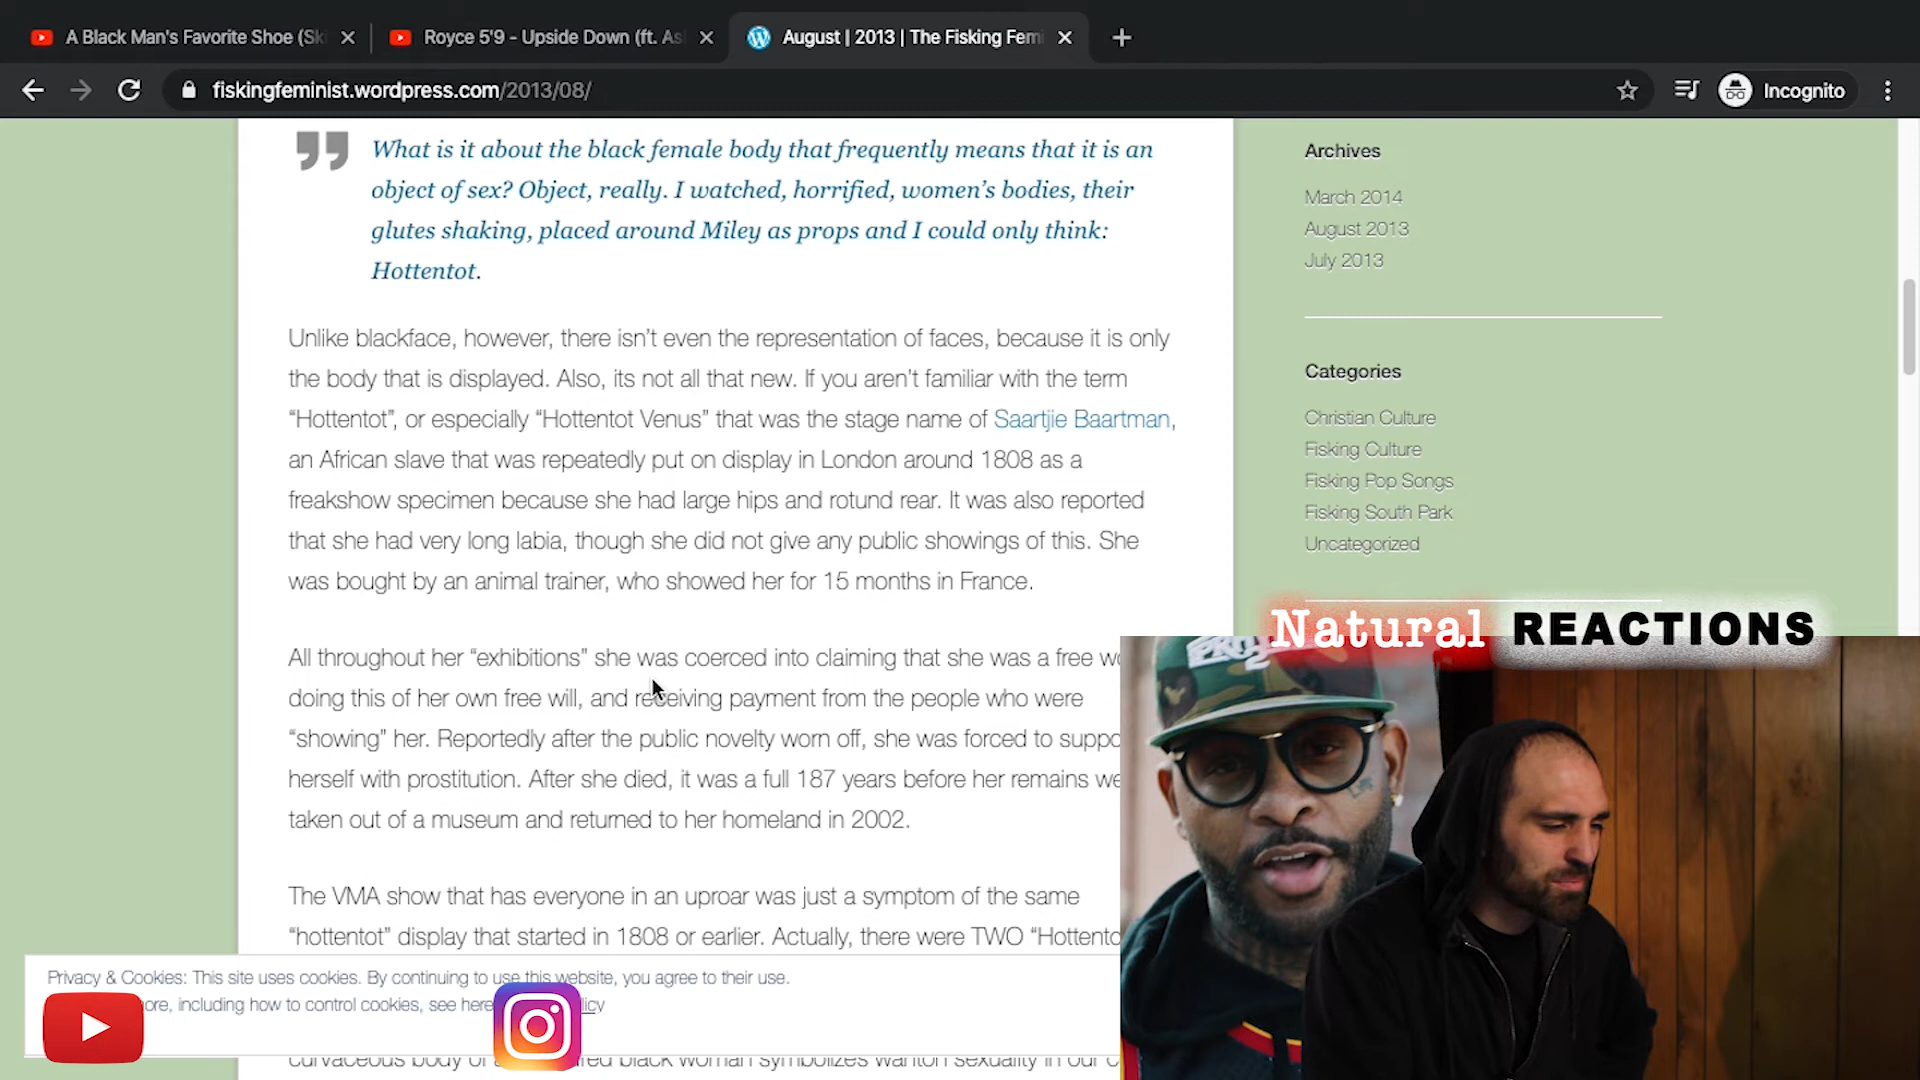 A Black Man's Favorite Shoe (Sk
Royce 5'9 - Upside Down (ft. As
August | 2013 | The Fisking Fem
fiskingfeminist.wordpress.com/2013/08/
Incognito
What is it about the black female body that frequently means that it is an
object of sex? Object, really. I watched, horrified, women's bodies, their
glutes shaking, placed around Miley as props and I could only think:
Hottentot.
Unlike blackface, however, there isn't even the representation of faces, because it is only
the body that is displayed. Also, its not all that new. If you aren't familiar with the term
“Hottentot”, or especially “Hottentot Venus” that was the stage name of Saartjie Baartman,
an African slave that was repeatedly put on display in London around 1808 as a
freakshow specimen because she had large hips and rotund rear. It was also reported
that she had very long labia, though she did not give any public showings of this. She
was bought by an animal trainer, who showed her for 15 months in France.
All throughout her “exhibitions” she was coerced into claiming that she was a free
doing this of her own free will, and receiving payment from the people who were
“showing” her. Reportedly after the public novelty worn off, she was forced to
herself with prostitution. After she died, it was a full 187 years before her remains
taken out of a museum and returned to her homeland in 2002.
The VMA show that has everyone in an uproar was just a symptom of the same
“hottentot” display that started in 1808 or earlier. Actually, there were TWO
Privacy & Cookies: This site uses cookies. By continuing to use this website, you agree to their use.
including how to control cookies, see here
Archives
March 2014
August 2013
July 2013
Categories
Christian Culture
Fisking Culture
Fisking Pop Songs
Fisking South Park
Uncategorized
Natural REACTIONS